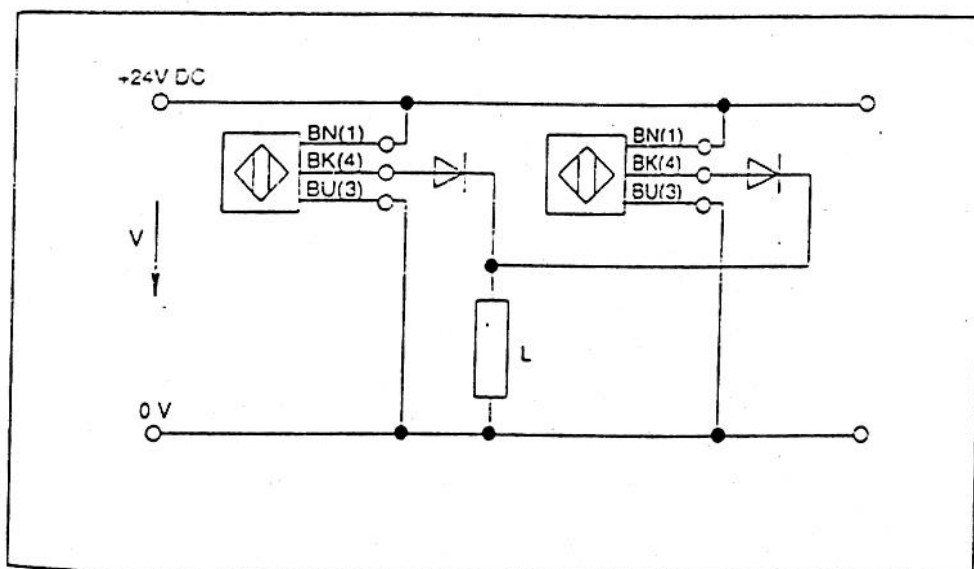 +24V DC
BN(1)
BK(4)
BU(3)
BN(1)
BK(4)
BU(3)
V
L
0 V